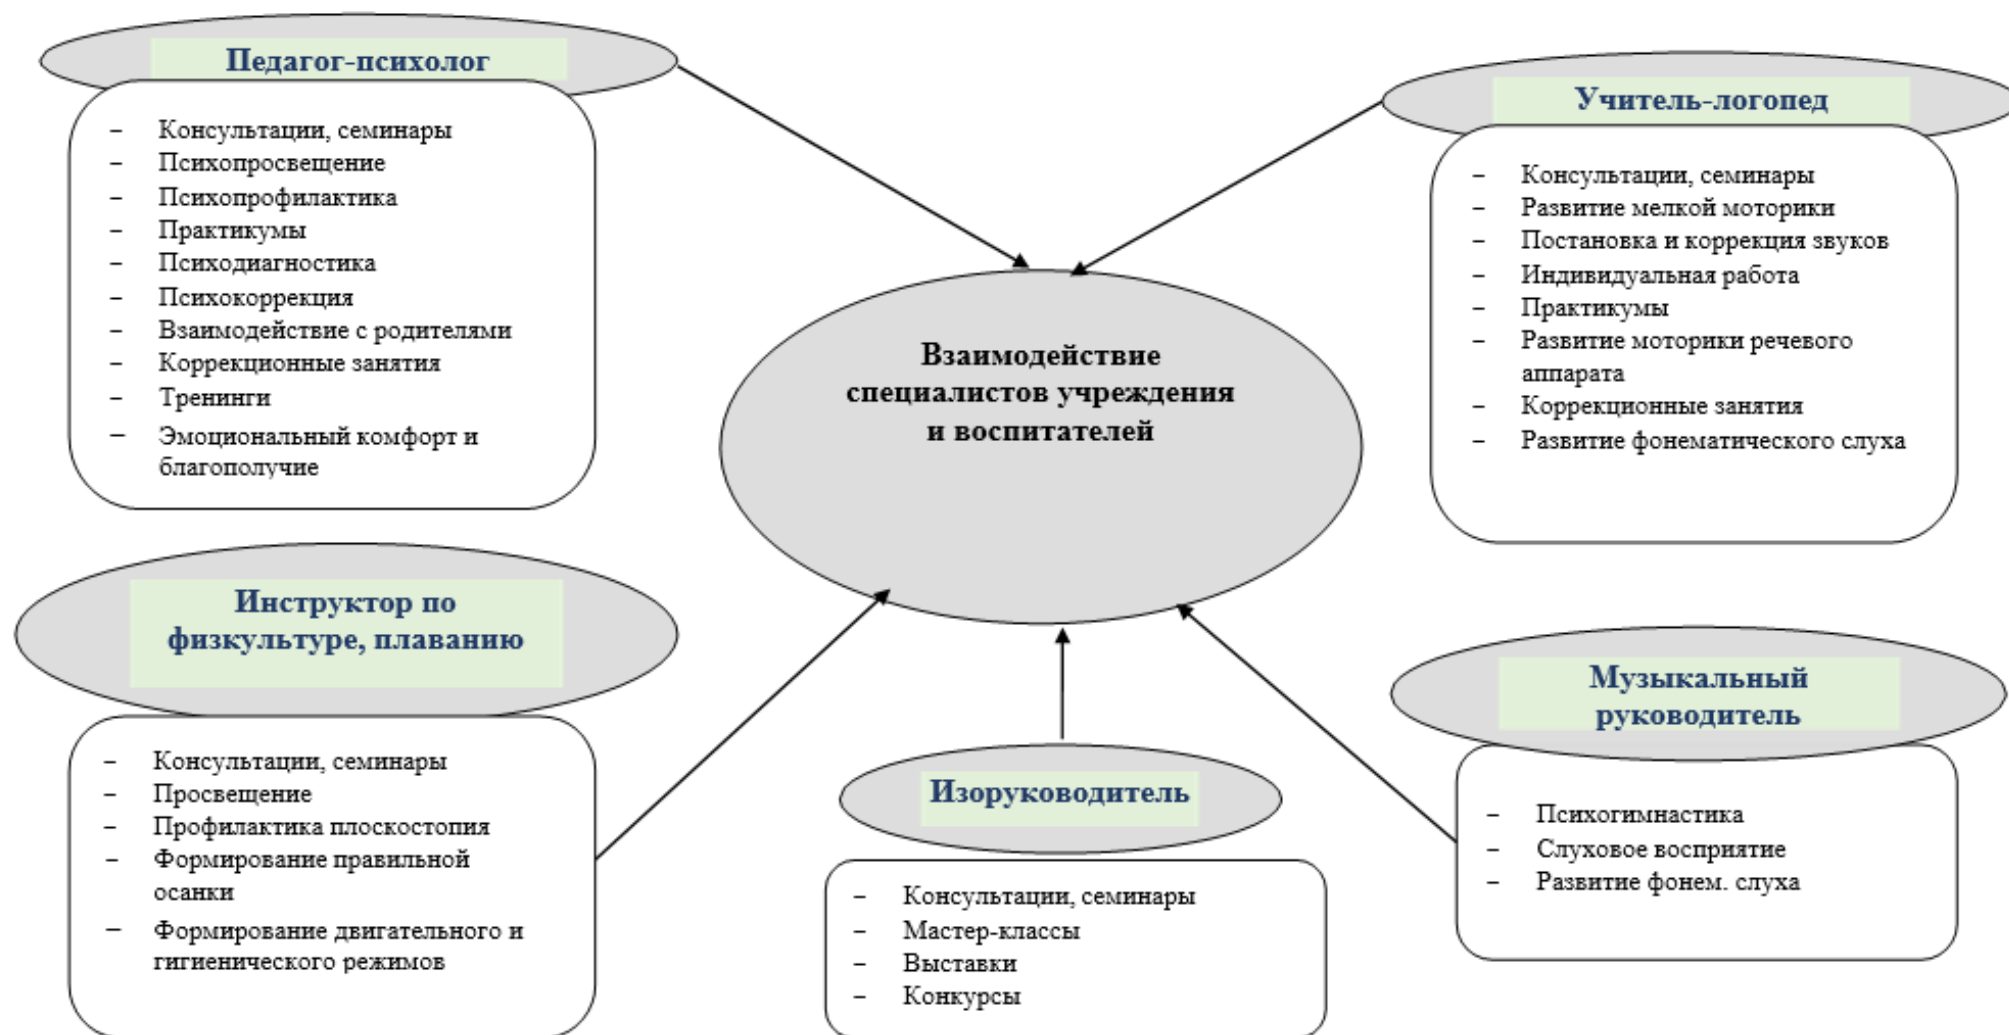 Педагог-психолог
– Консультации, семинары
– Психопросвещение
– Психопрофилактика
– Практикумы
– Психодиагностика
– Психокоррекция
– Взаимодействие с родителями
– Коррекционные занятия
– Тренинги
– Эмоциональный комфорт и
благополучие
Учитель-логопед
– Консультации, семинары
– Развитие мелкой моторики
– Постановка и коррекция звуков
– Индивидуальная работа
– Практикумы
– Развитие моторики речевого
аппарата
– Коррекционные занятия
– Развитие фонематического слуха
Взаимодействие
специалистов учреждения
и воспитателей
Инструктор по
физкультуре, плаванию
– Консультации, семинары
– Просвещение
– Профилактика плоскостопия
– Формирование правильной
осанки
– Формирование двигательного и
гигиенического режимов
Изоруководитель
– Консультации, семинары
– Мастер-классы
– Выставки
– Конкурсы
Музыкальный
руководитель
– Психогимнастика
– Слуховое восприятие
– Развитие фонем. слуха